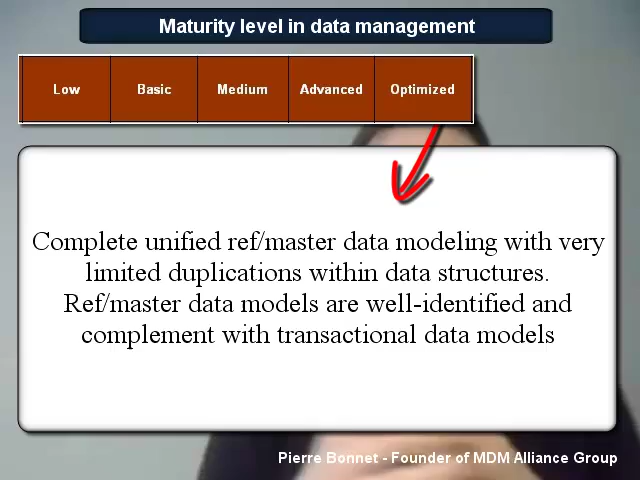 Maturity level in data management
Low Basic Medium Advanced Optimized
Complete unified ref/master data modeling with very
limited duplications within data structures.
Ref/master data models are well-identified and
complement with transactional data models
Pierre Bonnet - Founder of MDM Alliance Group